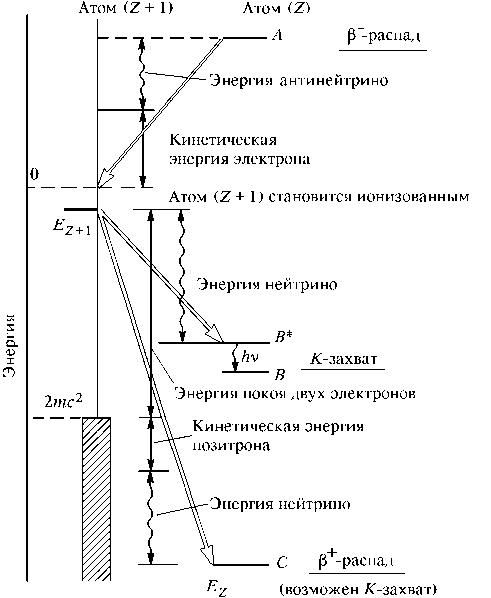 Атом (Z + 1)
Атом (Z)
A
β⁻-распад
Энергия антинейтрино
Кинетическая
энергия электрона
0
Атом (Z + 1) становится ионизованным
E_{Z+1}
Энергия нейтрино
Энергия
B*
hν
K-захват
B
Энергия покоя двух электронов
2mc²
Кинетическая энергия
позитрона
Энергия нейтрино
C
β⁺-распад
E_Z
(возможен K-захват)